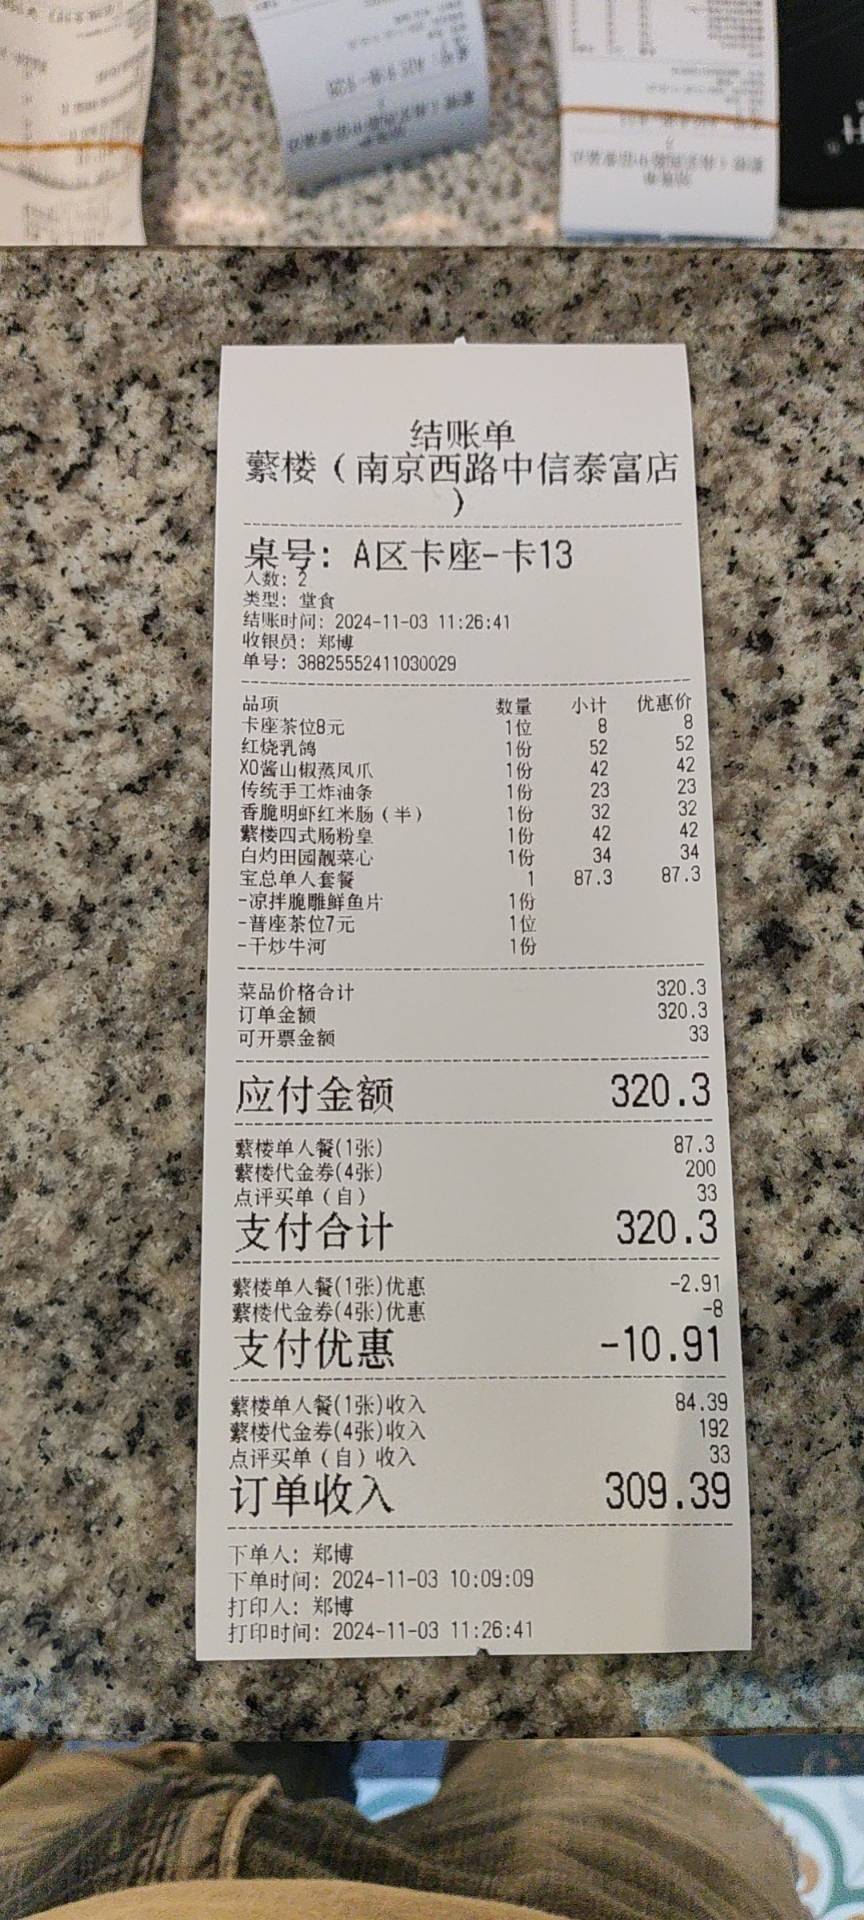 结账单
蘩楼（南京西路中信泰富店
）
桌号: A区卡座-卡13
人数: 2
类型: 堂食
结账时间: 2024-11-03 11:26:41
收银员: 郑博
单号: 38825552411030029
品项 数量 小计 优惠价
卡座茶位8元 1位 8 8
红烧乳鸽 1份 52 52
XO酱山椒蒸凤爪 1份 42 42
传统手工炸油条 1份 23 23
香脆明虾红米肠（半） 1份 32 32
蘩楼四式肠粉皇 1份 42 42
白灼田园靓菜心 1份 34 34
宝总单人套餐 1 87.3 87.3
-凉拌脆雕鲜鱼片 1份
-普座茶位7元 1位
-干炒牛河 1份
菜品价格合计 320.3
订单金额 320.3
可开票金额 33
应付金额 320.3
蘩楼单人餐(1张) 87.3
蘩楼代金券(4张) 200
点评买单（自） 33
支付合计 320.3
蘩楼单人餐(1张)优惠 -2.91
蘩楼代金券(4张)优惠 -8
支付优惠 -10.91
蘩楼单人餐(1张)收入 84.39
蘩楼代金券(4张)收入 192
点评买单（自）收入 33
订单收入 309.39
下单人: 郑博
下单时间: 2024-11-03 10:09:09
打印人: 郑博
打印时间: 2024-11-03 11:26:41